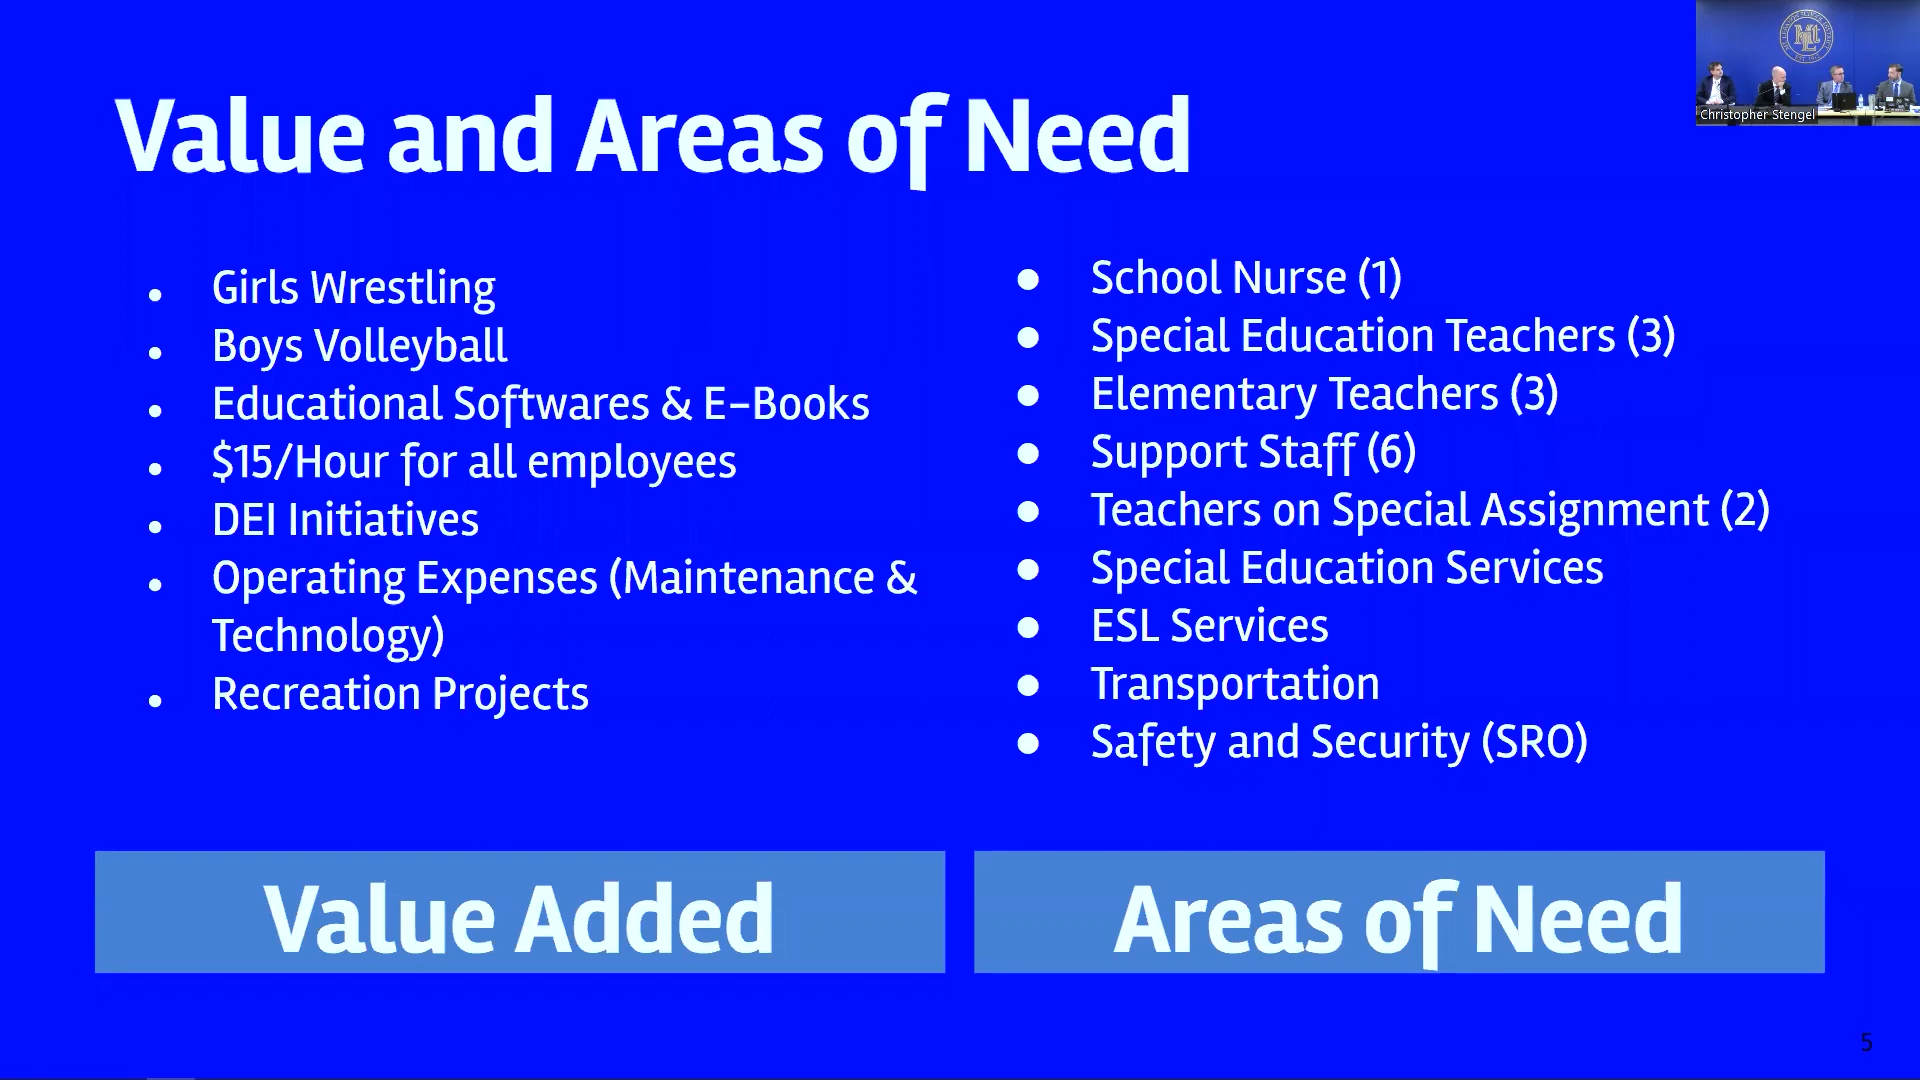 Value and Areas of Need
Girls Wrestling
Boys Volleyball
Educational Softwares & E-Books
$15/Hour for all employees
DEI Initiatives
Operating Expenses (Maintenance &
Technology)
Recreation Projects
Value Added
School Nurse (1)
Special Education Teachers (3)
Elementary Teachers (3)
Support Staff (6)
Teachers on Special Assignment (2)
Special Education Services
ESL Services
Transportation
Safety and Security (SRO)
Areas of Need
Christopher Stengel
5